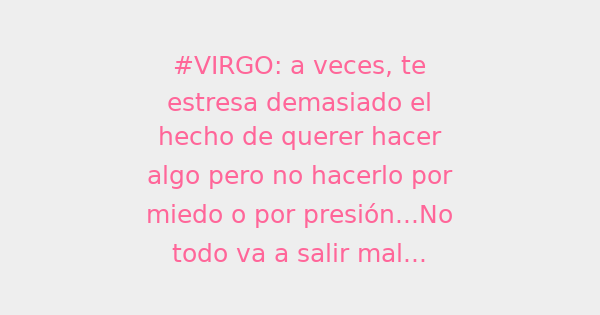 #VIRGO: a veces, te
estresa demasiado el
hecho de querer hacer
algo pero no hacerlo por
miedo o por presión...No
todo va a salir mal...